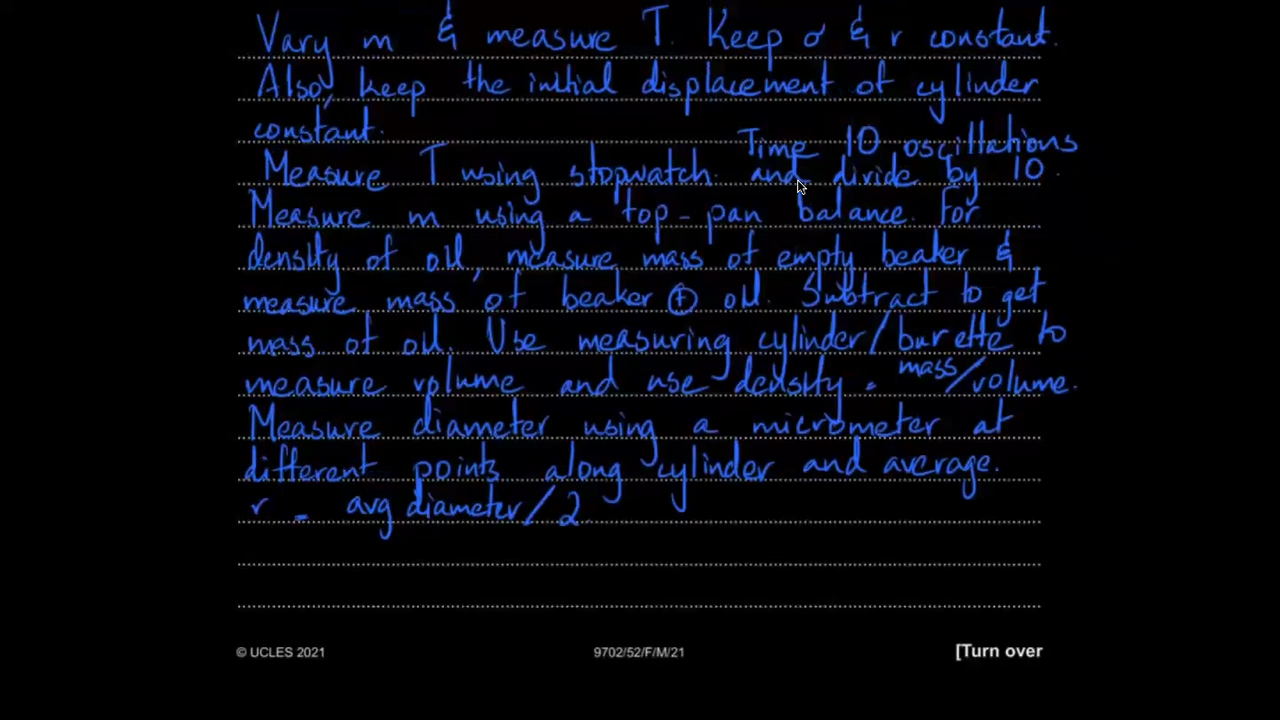 Vary m & measure T. Keep σ & r constant.
Also, keep the initial displacement of cylinder
constant.
Time 10 oscillations
Measure T using stopwatch. and divide by 10.
Measure m using a top-pan balance. For
density of oil, measure mass of empty beaker &
measure mass of beaker + oil. Subtract to get
mass of oil. Use measuring cylinder/burette to
measure volume and use density = mass/volume.
Measure diameter using a micrometer at
different points along cylinder and average.
r = avg diameter/2
© UCLES 2021 9702/52/F/M/21 [Turn over